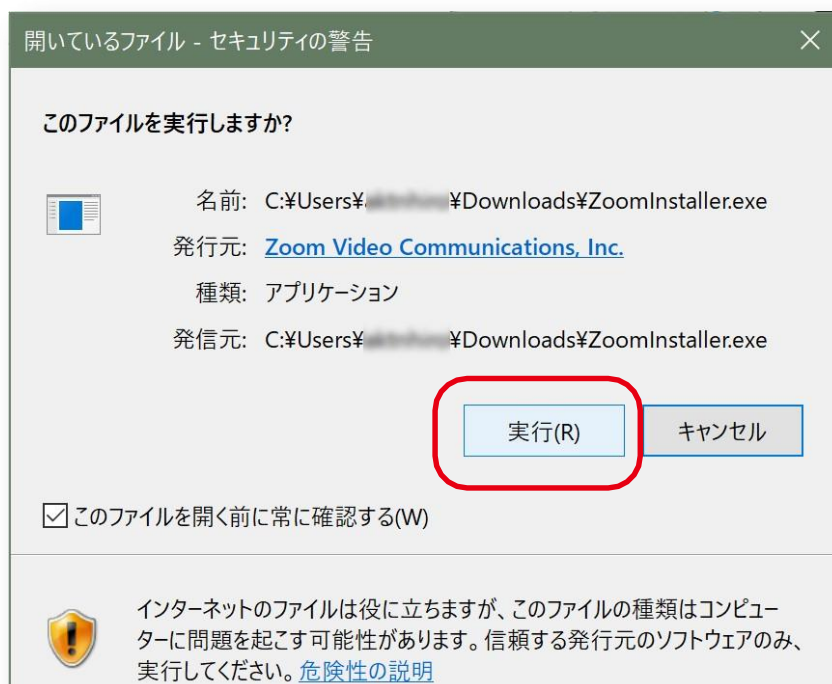 開いているファイル - セキュリティの警告
このファイルを実行しますか?
名前: C:¥Users¥ ¥Downloads¥ZoomInstaller.exe
発行元: Zoom Video Communications, Inc.
種類: アプリケーション
発信元: C:¥Users¥ ¥Downloads¥ZoomInstaller.exe
実行(R) キャンセル
このファイルを開く前に常に確認する(W)
インターネットのファイルは役に立ちますが、このファイルの種類はコンピュー
ターに問題を起こす可能性があります。信頼する発行元のソフトウェアのみ、
実行してください。危険性の説明